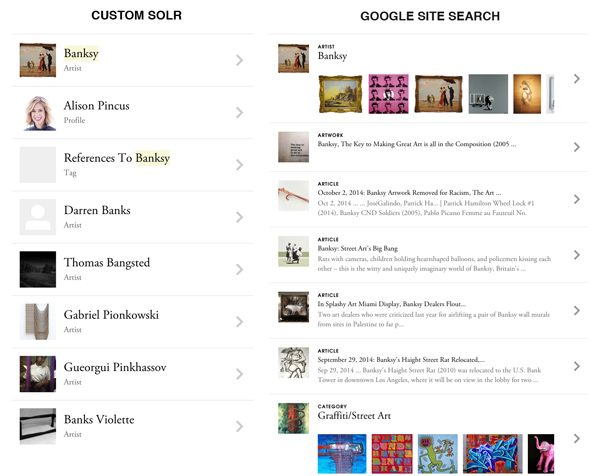 CUSTOM SOLR
Banksy
Artist
Alison Pincus
Profile
References To Banksy
Tag
Darren Banks
Artist
Thomas Bangsted
Artist
Gabriel Pionkowski
Artist
Gueorgui Pinkhassov
Artist
Banks Violette
Artist
GOOGLE SITE SEARCH
ARTIST
Banksy
ARTWORK
Banksy, The Key to Making Great Art is all in the Composition (2005 ...
ARTICLE
October 2, 2014: Banksy Artwork Removed for Racism, The Art ...
Oct 2, 2014 ... ... José|Galindo, Patrick Ha... | Patrick Hamilton Wheel Lock #1
(2014), Banksy CND Soldiers (2005), Pablo Picasso Femme au Fauteuil No.
ARTICLE
Banksy: Street Art's Big Bang
Rats with cameras, children holding heartshaped balloons, and policemen kissing each
other – this is the witty and uniquely imaginary world of Banksy, Britain's ...
ARTICLE
In Splashy Art Miami Display, Banksy Dealers Flout...
Two art dealers who were criticized last year for airlifting a pair of Banksy wall murals
from sites in Palestine to far p...
ARTICLE
September 29, 2014: Banksy's Haight Street Rat Relocated,...
Sep 29, 2014 ... Banksy's Haight Street Rat (2010) was relocated to the U.S. Bank
Tower in downtown Los Angeles, where it will be on view in the lobby for two ...
CATEGORY
Graffiti/Street Art